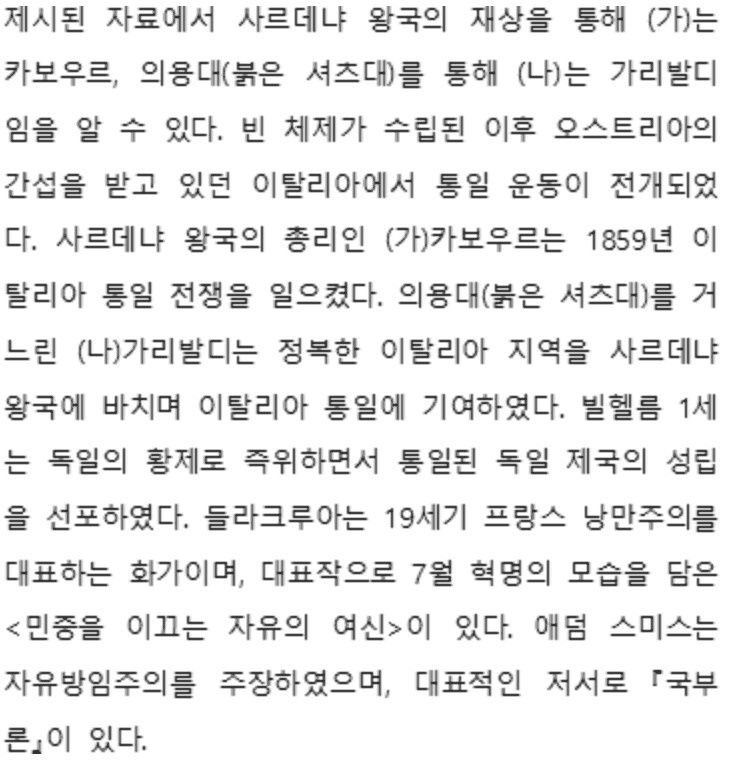 제시된 자료에서 사르데냐 왕국의 재상을 통해 (가)는
카보우르, 의용대(붉은 셔츠대)를 통해 (나)는 가리발디
임을 알 수 있다. 빈 체제가 수립된 이후 오스트리아의
간섭을 받고 있던 이탈리아에서 통일 운동이 전개되었
다. 사르데냐 왕국의 총리인 (가)카보우르는 1859년 이
탈리아 통일 전쟁을 일으켰다. 의용대(붉은 셔츠대)를 거
느린 (나)가리발디는 정복한 이탈리아 지역을 사르데냐
왕국에 바치며 이탈리아 통일에 기여하였다. 빌헬름 1세
는 독일의 황제로 즉위하면서 통일된 독일 제국의 성립
을 선포하였다. 들라크루아는 19세기 프랑스 낭만주의를
대표하는 화가이며, 대표작으로 7월 혁명의 모습을 담은
<민중을 이끄는 자유의 여신>이 있다. 애덤 스미스는
자유방임주의를 주장하였으며, 대표적인 저서로 『국부
론』이 있다.